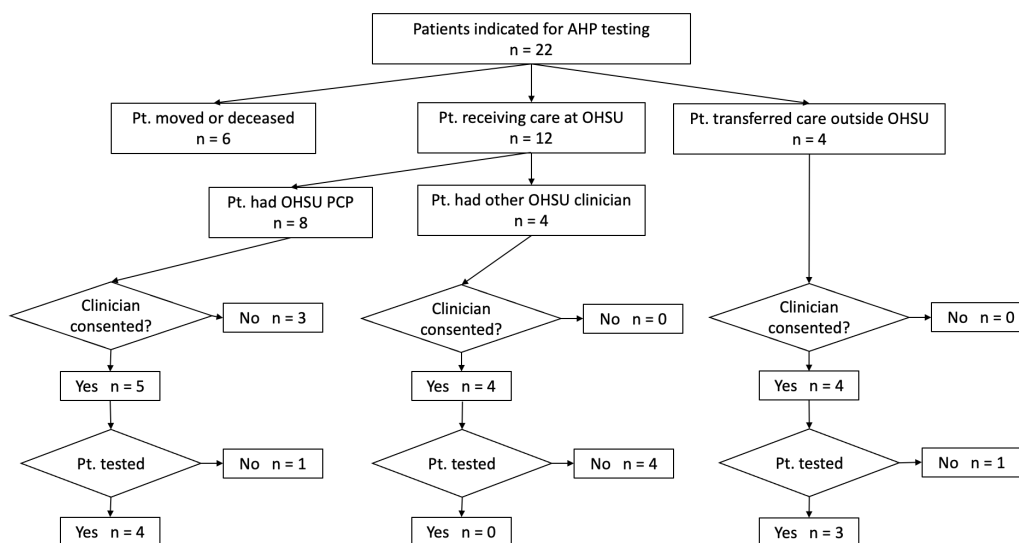 Patients indicated for AHP testing
n = 22
Pt. moved or deceased
n = 6
Pt. receiving care at OHSU
n = 12
Pt. transferred care outside OHSU
n = 4
Pt. had OHSU PCP
n = 8
Pt. had other OHSU clinician
n = 4
Clinician
consented?
No n = 3
Clinician
consented?
No n = 0
Clinician
consented?
No n = 0
Yes n = 5
Yes n = 4
Yes n = 4
Pt. tested
No n = 1
Pt. tested
No n = 4
Pt. tested
No n = 1
Yes n = 4
Yes n = 0
Yes n = 3